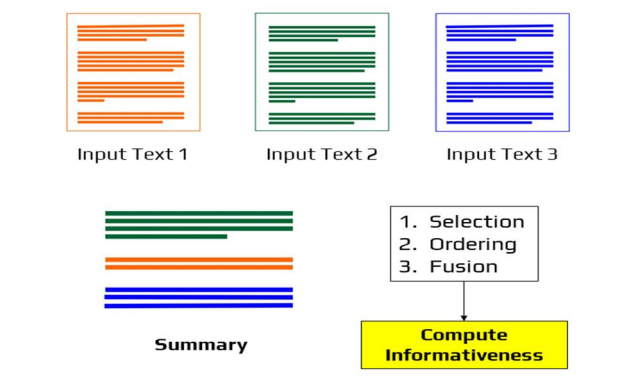 Input Text 1
Input Text 2
Input Text 3
1. Selection
2. Ordering
3. Fusion
Summary
Compute
Informativeness